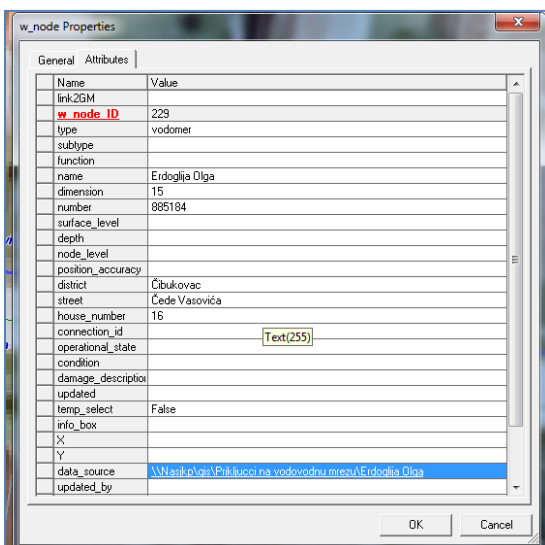 w_node Properties
General Attributes
Name Value
link2GM
w_node_ID 229
type vodomer
subtype
function
name Erdoglija Olga
dimension 15
number 885184
surface_level
depth
node_level
position_accuracy
district Čibukovac
street Čede Vasovića
house_number 16
connection_id
Text(255)
operational_state
condition
damage_description
updated
temp_select False
info_box
X
Y
data_source \\Nasjkp\gis\Prikljucci na vodovodnu mrezu\Erdoglija Olga
updated_by
OK Cancel